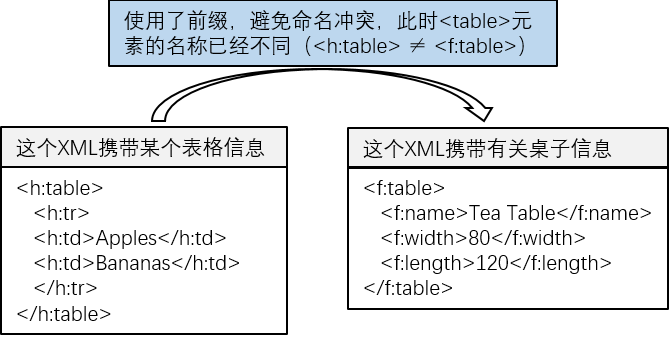 使用了前缀，避免命名冲突，此时<table>元
素的名称已经不同（<h:table> ≠ <f:table>）
这个XML携带某个表格信息
<h:table>
<h:tr>
<h:td>Apples</h:td>
<h:td>Bananas</h:td>
</h:tr>
</h:table>
这个XML携带有关桌子信息
<f:table>
<f:name>Tea Table</f:name>
<f:width>80</f:width>
<f:length>120</f:length>
</f:table>